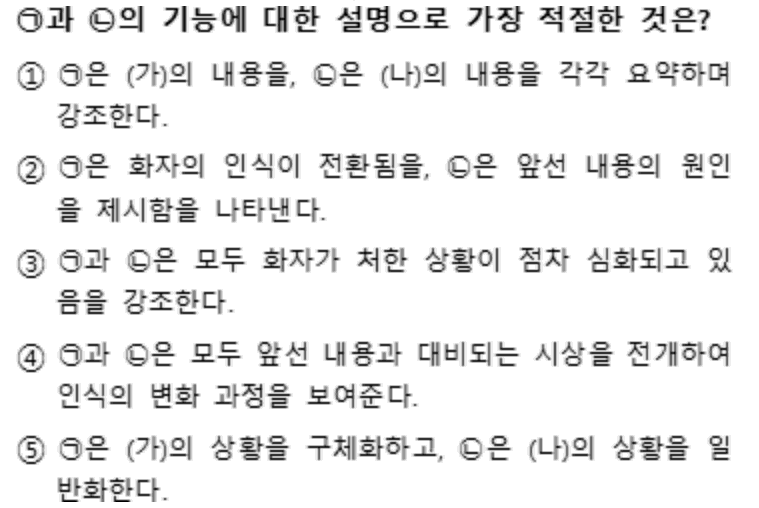 ㉠과 ㉡의 기능에 대한 설명으로 가장 적절한 것은?
① ㉠은 (가)의 내용을, ㉡은 (나)의 내용을 각각 요약하며
강조한다.
② ㉠은 화자의 인식이 전환됨을, ㉡은 앞선 내용의 원인
을 제시함을 나타낸다.
③ ㉠과 ㉡은 모두 화자가 처한 상황이 점차 심화되고 있
음을 강조한다.
④ ㉠과 ㉡은 모두 앞선 내용과 대비되는 시상을 전개하여
인식의 변화 과정을 보여준다.
⑤ ㉠은 (가)의 상황을 구체화하고, ㉡은 (나)의 상황을 일
반화한다.